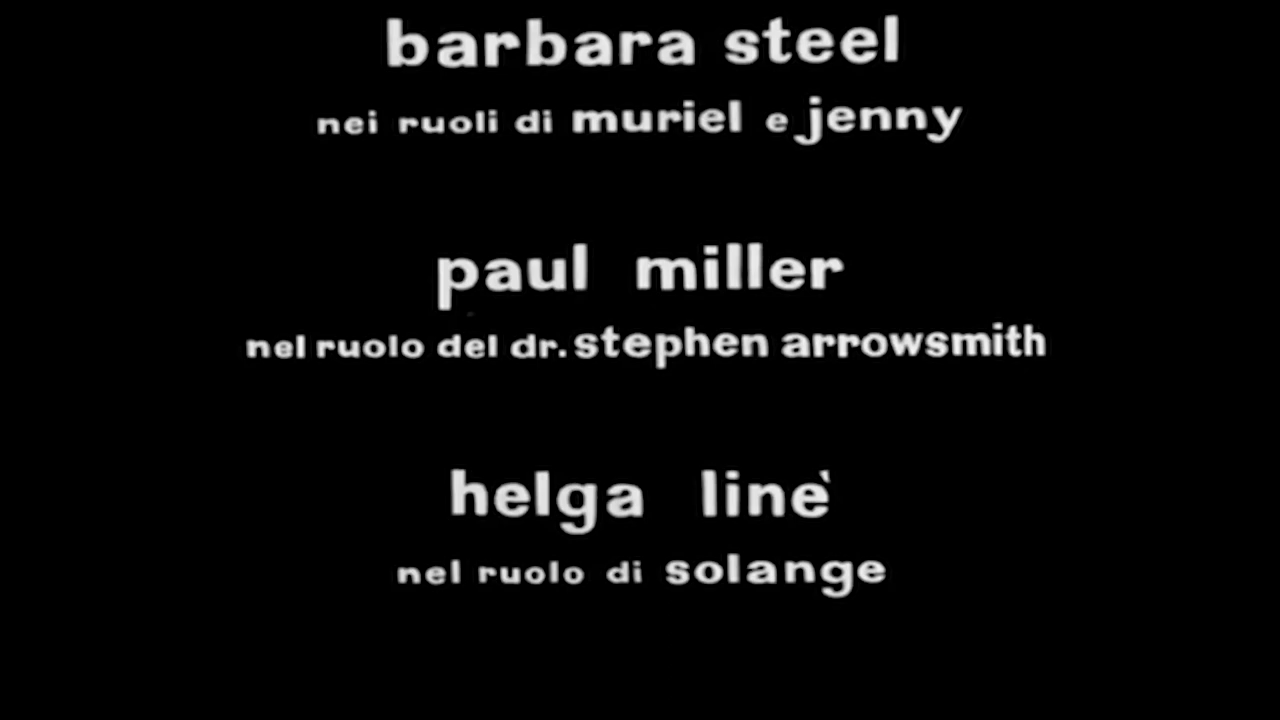 barbara steel
nei ruoli di muriel e jenny
paul miller
nel ruolo del dr. stephen arrowsmith
helga linè
nel ruolo di solange